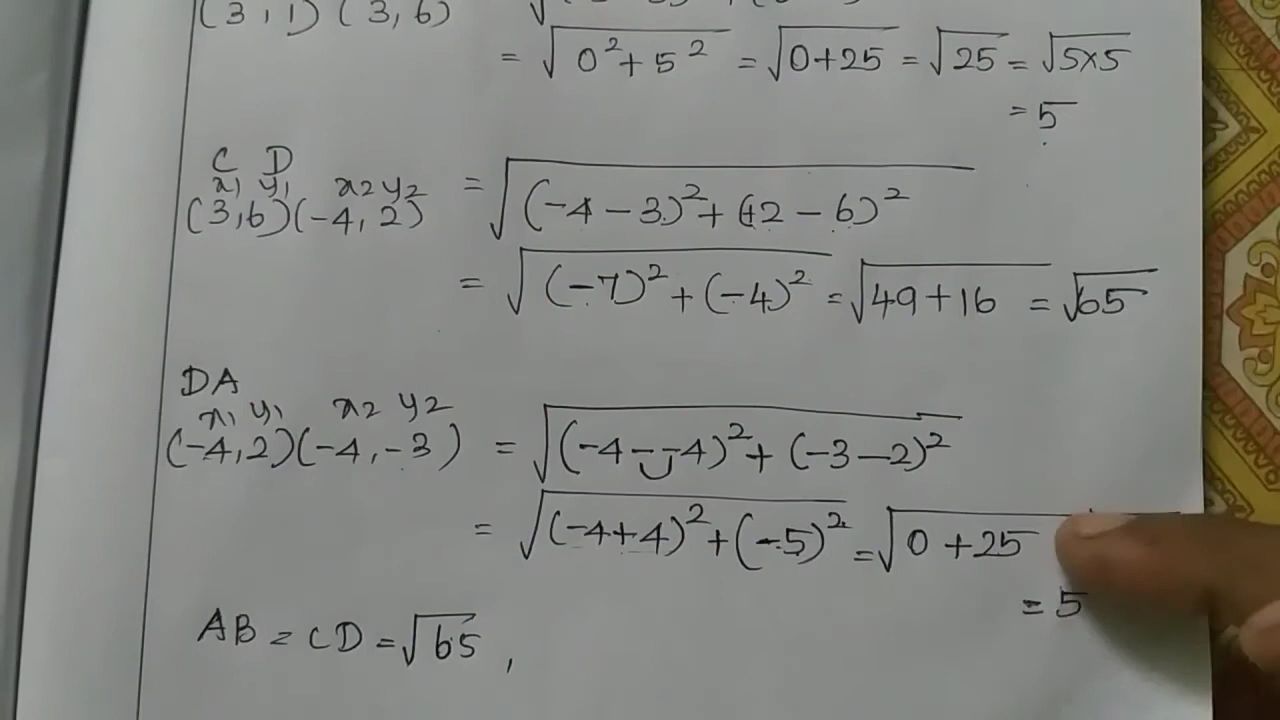 (3,1) (3,6)
= √0²+5² = √0+25 = √25 = √5×5
= 5
C D
x₁ y₁ x₂ y₂
(3,6)(-4,2) = √(-4-3)²+(+2-6)²
= √(-7)²+(-4)² = √49+16 = √65
DA
x₁ y₁ x₂ y₂
(-4,2)(-4,-3) = √(-4--4)²+(-3-2)²
= √(-4+4)²+(-5)² = √0+25
= 5
AB = CD = √65,